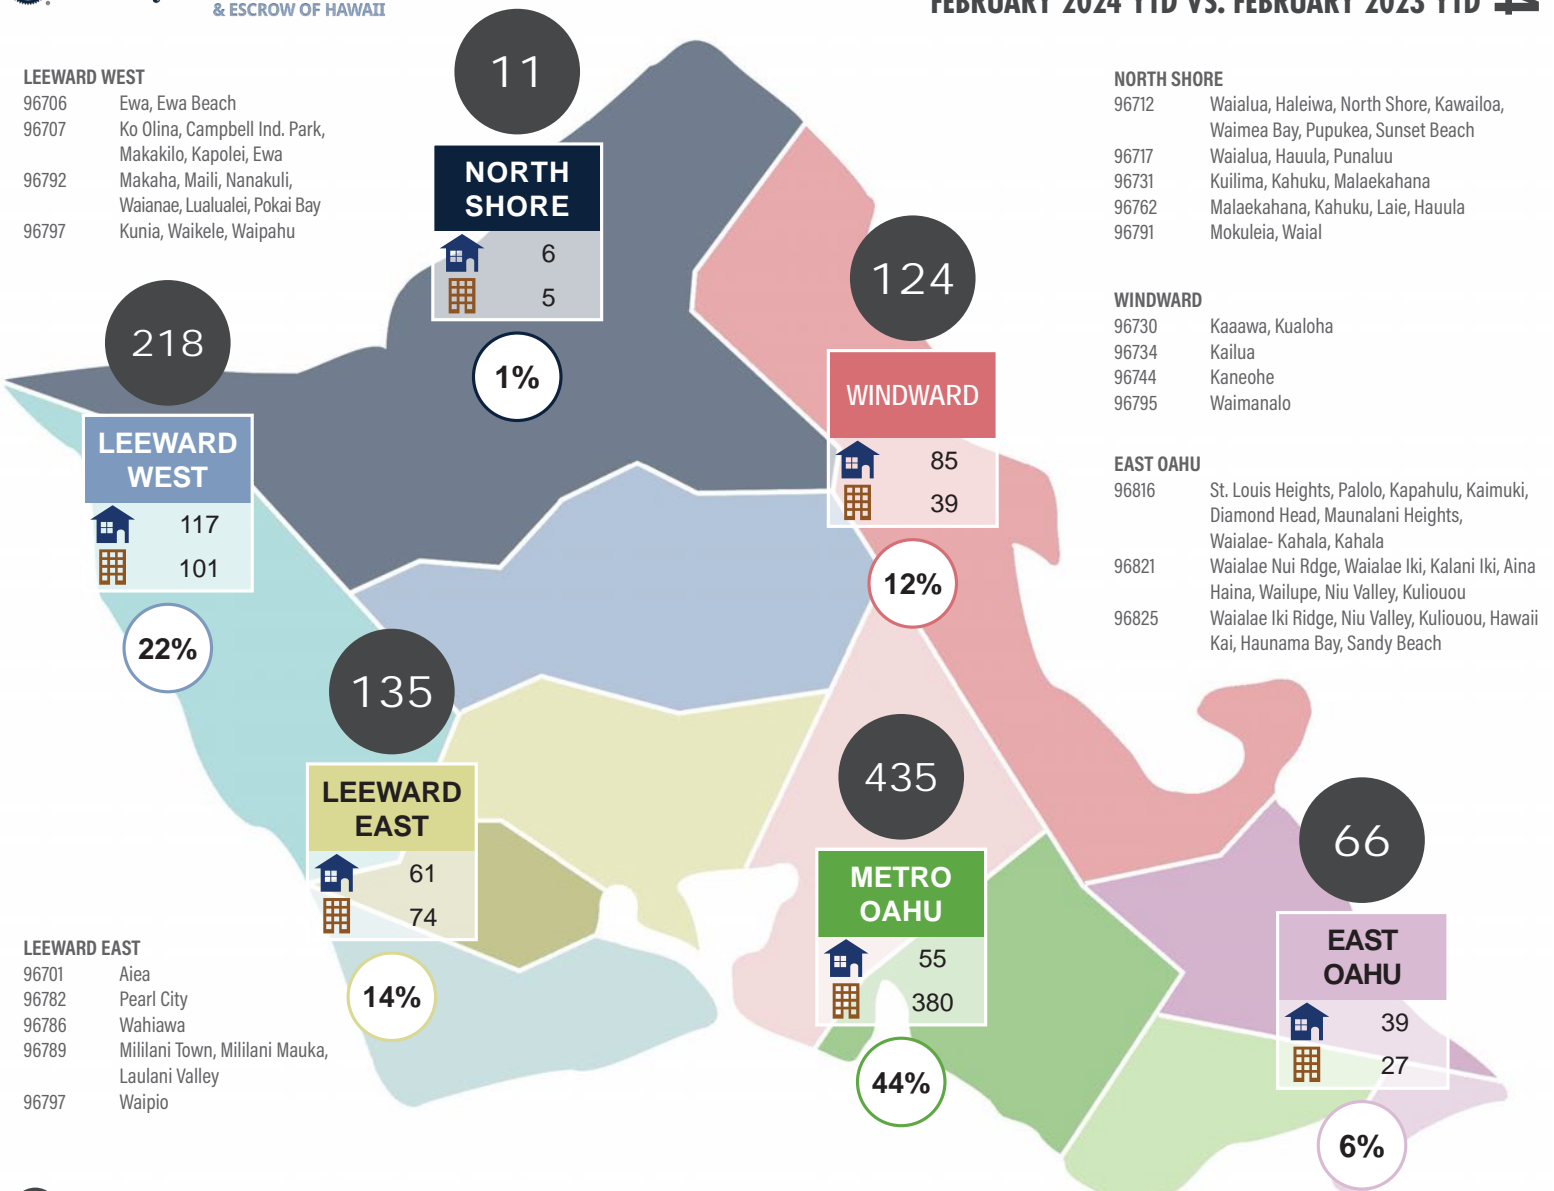 & ESCROW OF HAWAII
FEBRUARY 2024 YTD VS. FEBRUARY 2023 YTD
LEEWARD WEST
96706 Ewa, Ewa Beach
96707 Ko Olina, Campbell Ind. Park,
Makakilo, Kapolei, Ewa
96792 Makaha, Maili, Nanakuli,
Waianae, Lualualei, Pokai Bay
96797 Kunia, Waikele, Waipahu
11
NORTH
SHORE
6
5
1%
NORTH SHORE
96712 Waialua, Haleiwa, North Shore, Kawailoa,
Waimea Bay, Pupukea, Sunset Beach
96717 Waialua, Hauula, Punaluu
96731 Kuilima, Kahuku, Malaekahana
96762 Malaekahana, Kahuku, Laie, Hauula
96791 Mokuleia, Waial
WINDWARD
96730 Kaaawa, Kualoha
96734 Kailua
96744 Kaneohe
96795 Waimanalo
EAST OAHU
96816 St. Louis Heights, Palolo, Kapahulu, Kaimuki,
Diamond Head, Maunalani Heights,
Waialae- Kahala, Kahala
96821 Waialae Nui Rdge, Waialae Iki, Kalani Iki, Aina
Haina, Wailupe, Niu Valley, Kuliouou
96825 Waialae Iki Ridge, Niu Valley, Kuliouou, Hawaii
Kai, Haunama Bay, Sandy Beach
218
LEEWARD
WEST
117
101
22%
124
WINDWARD
85
39
12%
135
LEEWARD
EAST
61
74
14%
435
METRO
OAHU
55
380
44%
66
EAST
OAHU
39
27
6%
LEEWARD EAST
96701 Aiea
96782 Pearl City
96786 Wahiawa
96789 Mililani Town, Mililani Mauka,
Laulani Valley
96797 Waipio